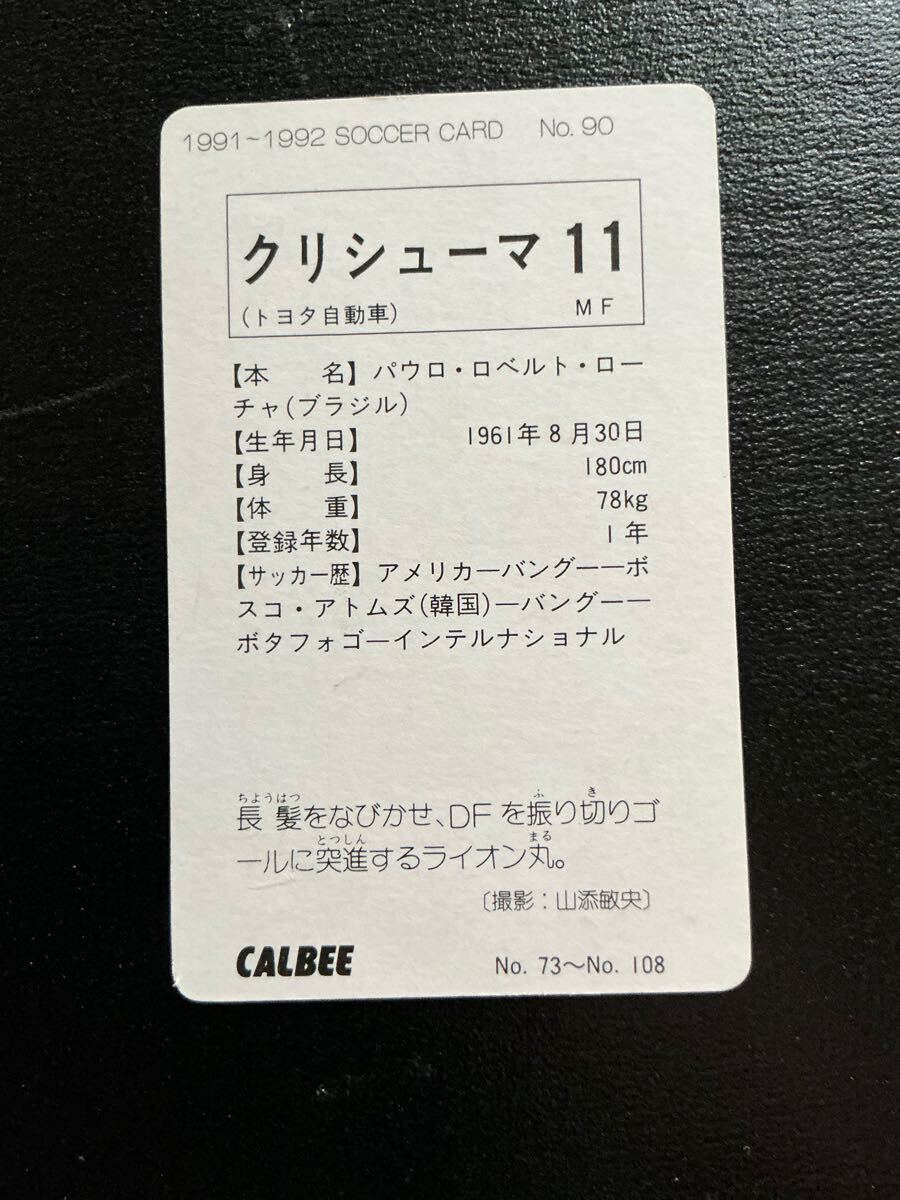 1991~1992 SOCCER CARD No. 90
クリシューマ 11
(トヨタ自動車) MF
【本　　名】パウロ・ロベルト・ロー
チャ(ブラジル)
【生年月日】 1961年8月30日
【身　　長】 180cm
【体　　重】 78kg
【登録年数】 1年
【サッカー歴】アメリカ―バングー―ボ
スコ・アトムズ(韓国)―バングー―
ボタフォゴ―インテルナショナル
ちょうはつ ふ き
長髪をなびかせ、DFを振り切りゴ
とっしん まる
ールに突進するライオン丸。
〔撮影：山添敏央〕
CALBEE No. 73～No. 108